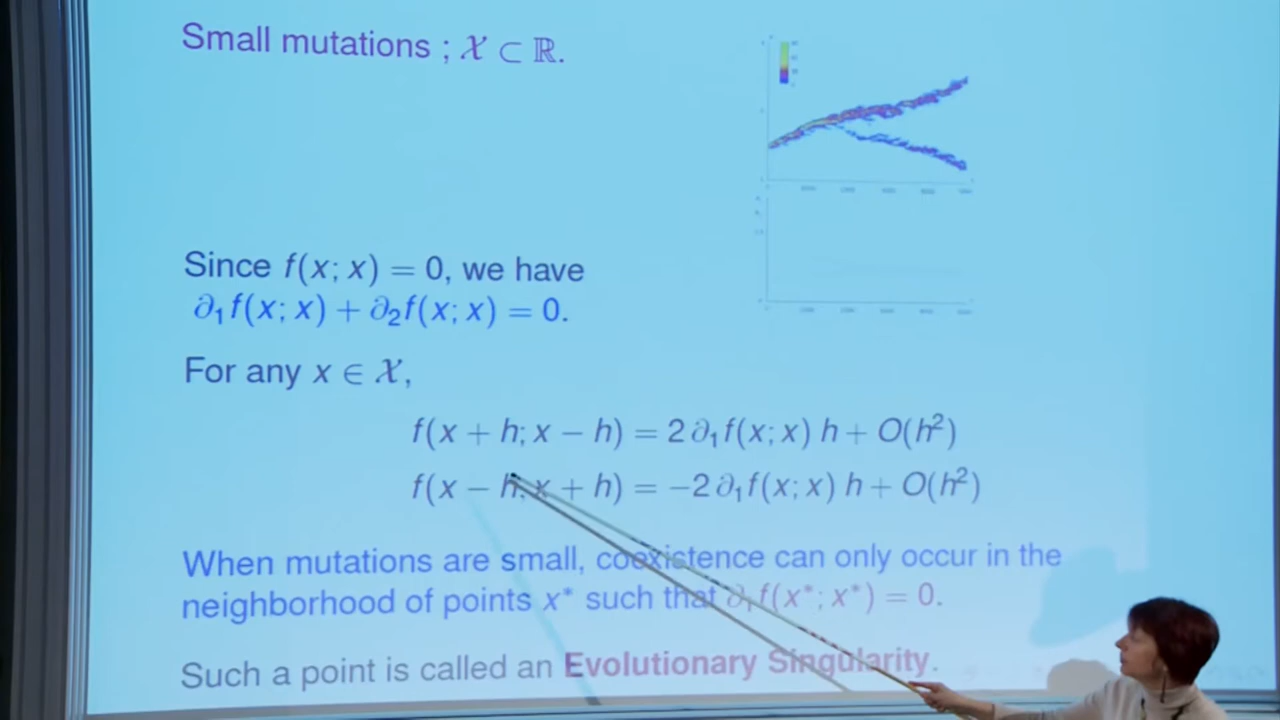 Small mutations ; 𝒳 ⊂ ℝ.
Since f(x; x) = 0, we have
∂₁f(x; x) + ∂₂f(x; x) = 0.
For any x ∈ 𝒳,
f(x + h; x − h) = 2 ∂₁f(x; x) h + O(h²)
f(x − h; x + h) = −2 ∂₁f(x; x) h + O(h²)
When mutations are small, coexistence can only occur in the
neighborhood of points x* such that ∂₁f(x*; x*) = 0.
Such a point is called an Evolutionary Singularity.